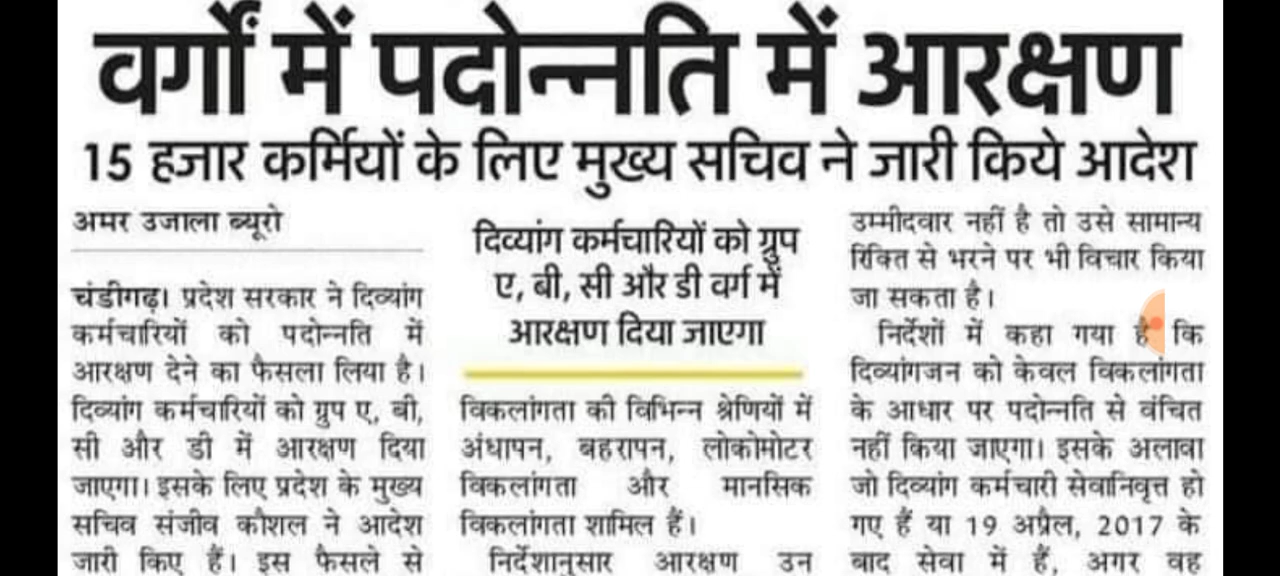 वर्गों में पदोन्नति में आरक्षण
15 हजार कर्मियों के लिए मुख्य सचिव ने जारी किये आदेश
अमर उजाला ब्यूरो
चंडीगढ़। प्रदेश सरकार ने दिव्यांग
कर्मचारियों को पदोन्नति में
आरक्षण देने का फैसला लिया है।
दिव्यांग कर्मचारियों को ग्रुप ए, बी,
सी और डी में आरक्षण दिया
जाएगा। इसके लिए प्रदेश के मुख्य
सचिव संजीव कौशल ने आदेश
जारी किए हैं। इस फैसले से
दिव्यांग कर्मचारियों को ग्रुप
ए, बी, सी और डी वर्ग में
आरक्षण दिया जाएगा
विकलांगता की विभिन्न श्रेणियों में
अंधापन, बहरापन, लोकोमोटर
विकलांगता और मानसिक
विकलांगता शामिल हैं।
निर्देशानुसार आरक्षण उन
उम्मीदवार नहीं है तो उसे सामान्य
रिक्ति से भरने पर भी विचार किया
जा सकता है।
निर्देशों में कहा गया है कि
दिव्यांगजन को केवल विकलांगता
के आधार पर पदोन्नति से वंचित
नहीं किया जाएगा। इसके अलावा
जो दिव्यांग कर्मचारी सेवानिवृत्त हो
गए हैं या 19 अप्रैल, 2017 के
बाद सेवा में हैं, अगर वह